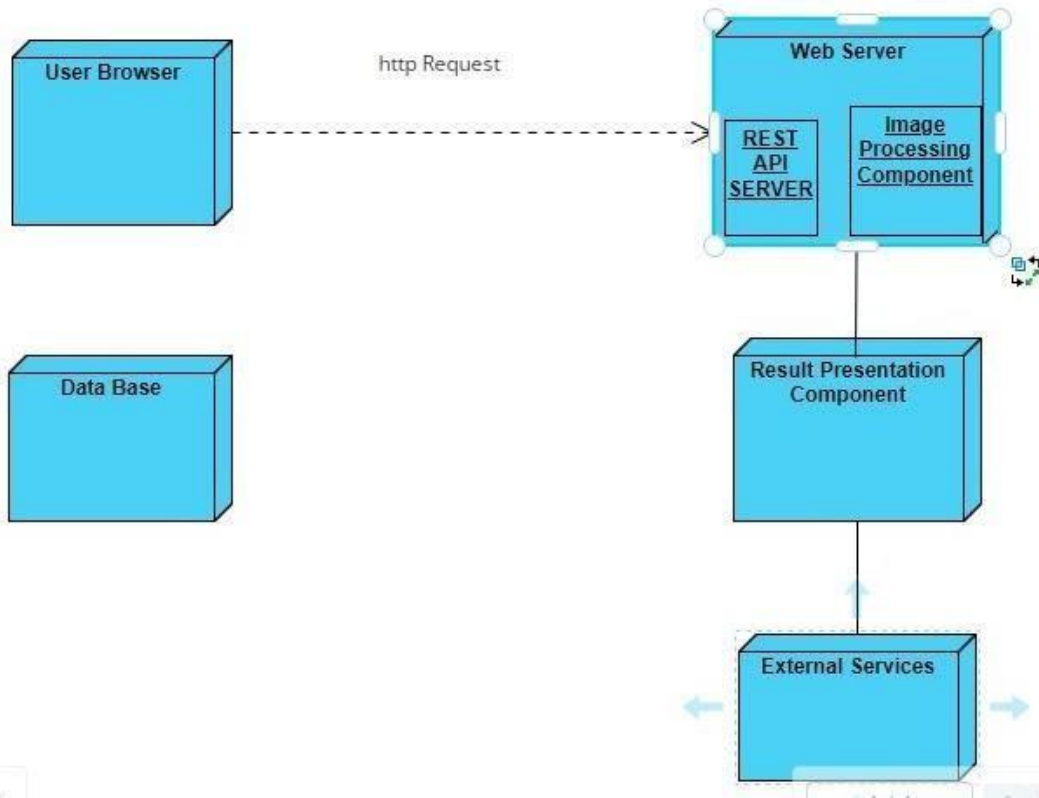 User Browser
http Request
Web Server
REST
API
SERVER
Image
Processing
Component
Data Base
Result Presentation
Component
External Services